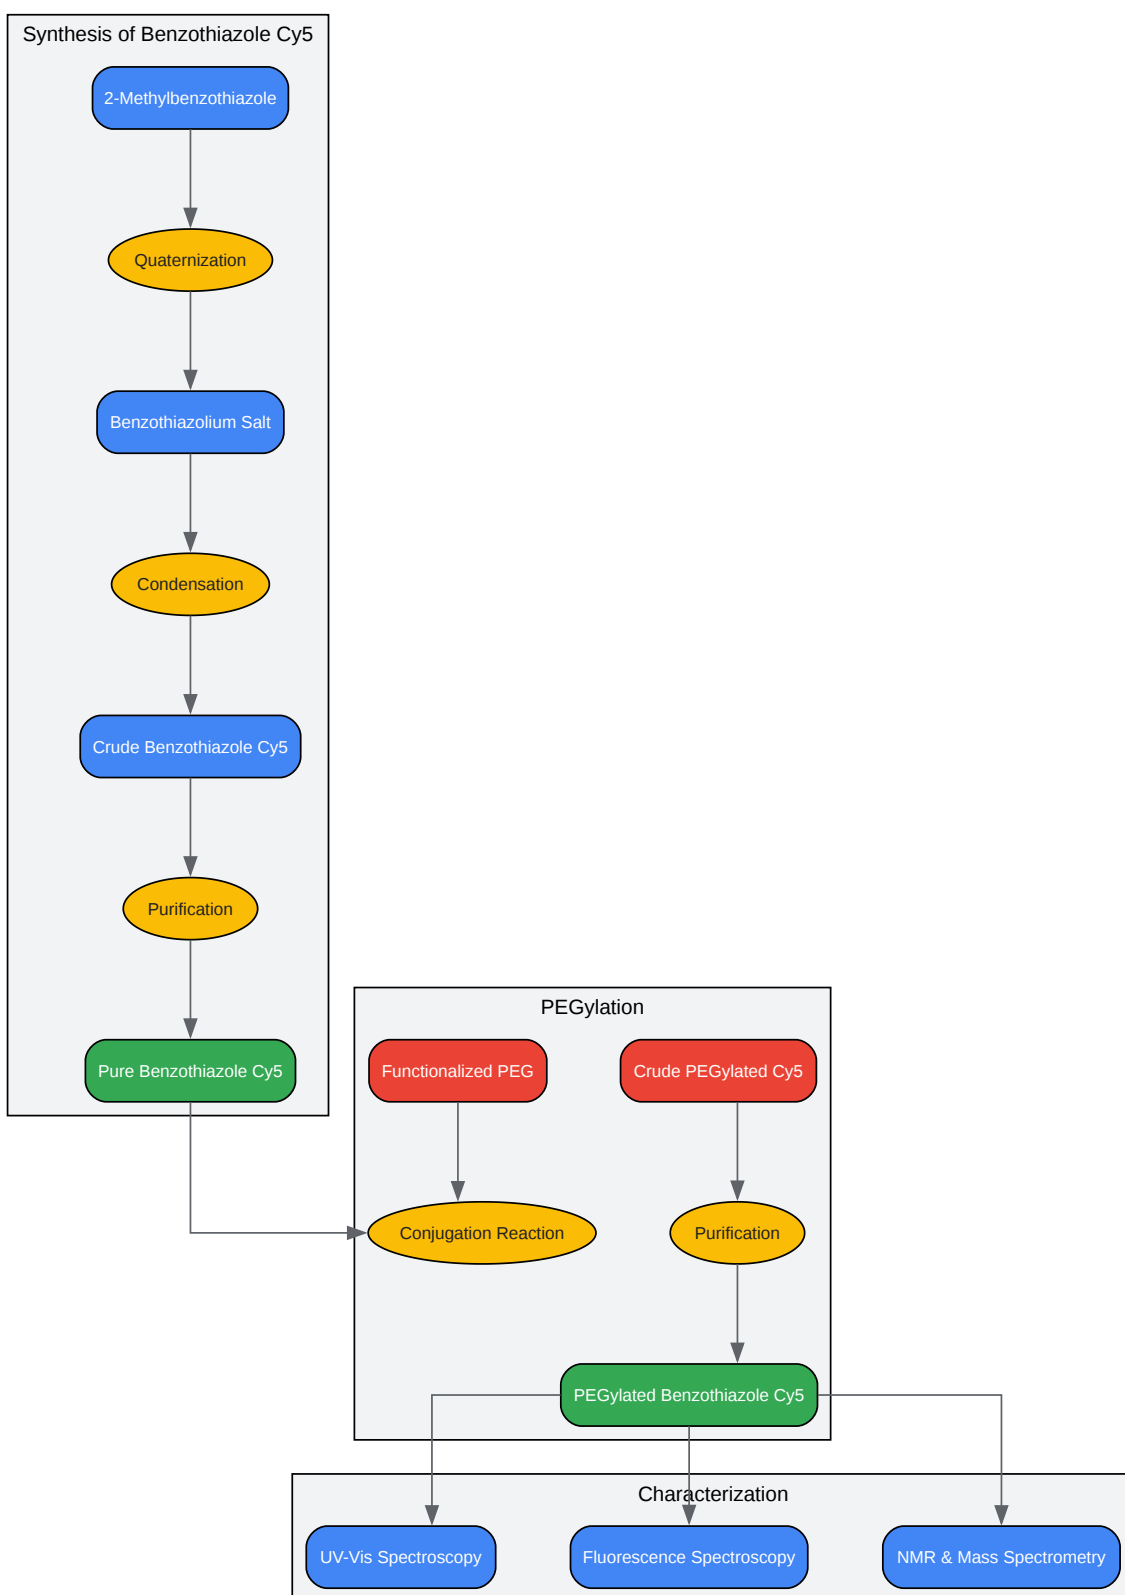 Synthesis of Benzothiazole Cy5
2-Methylbenzothiazole
Quaternization
Benzothiazolium Salt
Condensation
Crude Benzothiazole Cy5
Purification
Pure Benzothiazole Cy5
PEGylation
Functionalized PEG
Crude PEGylated Cy5
Conjugation Reaction
Purification
PEGylated Benzothiazole Cy5
Characterization
UV-Vis Spectroscopy
Fluorescence Spectroscopy
NMR & Mass Spectrometry